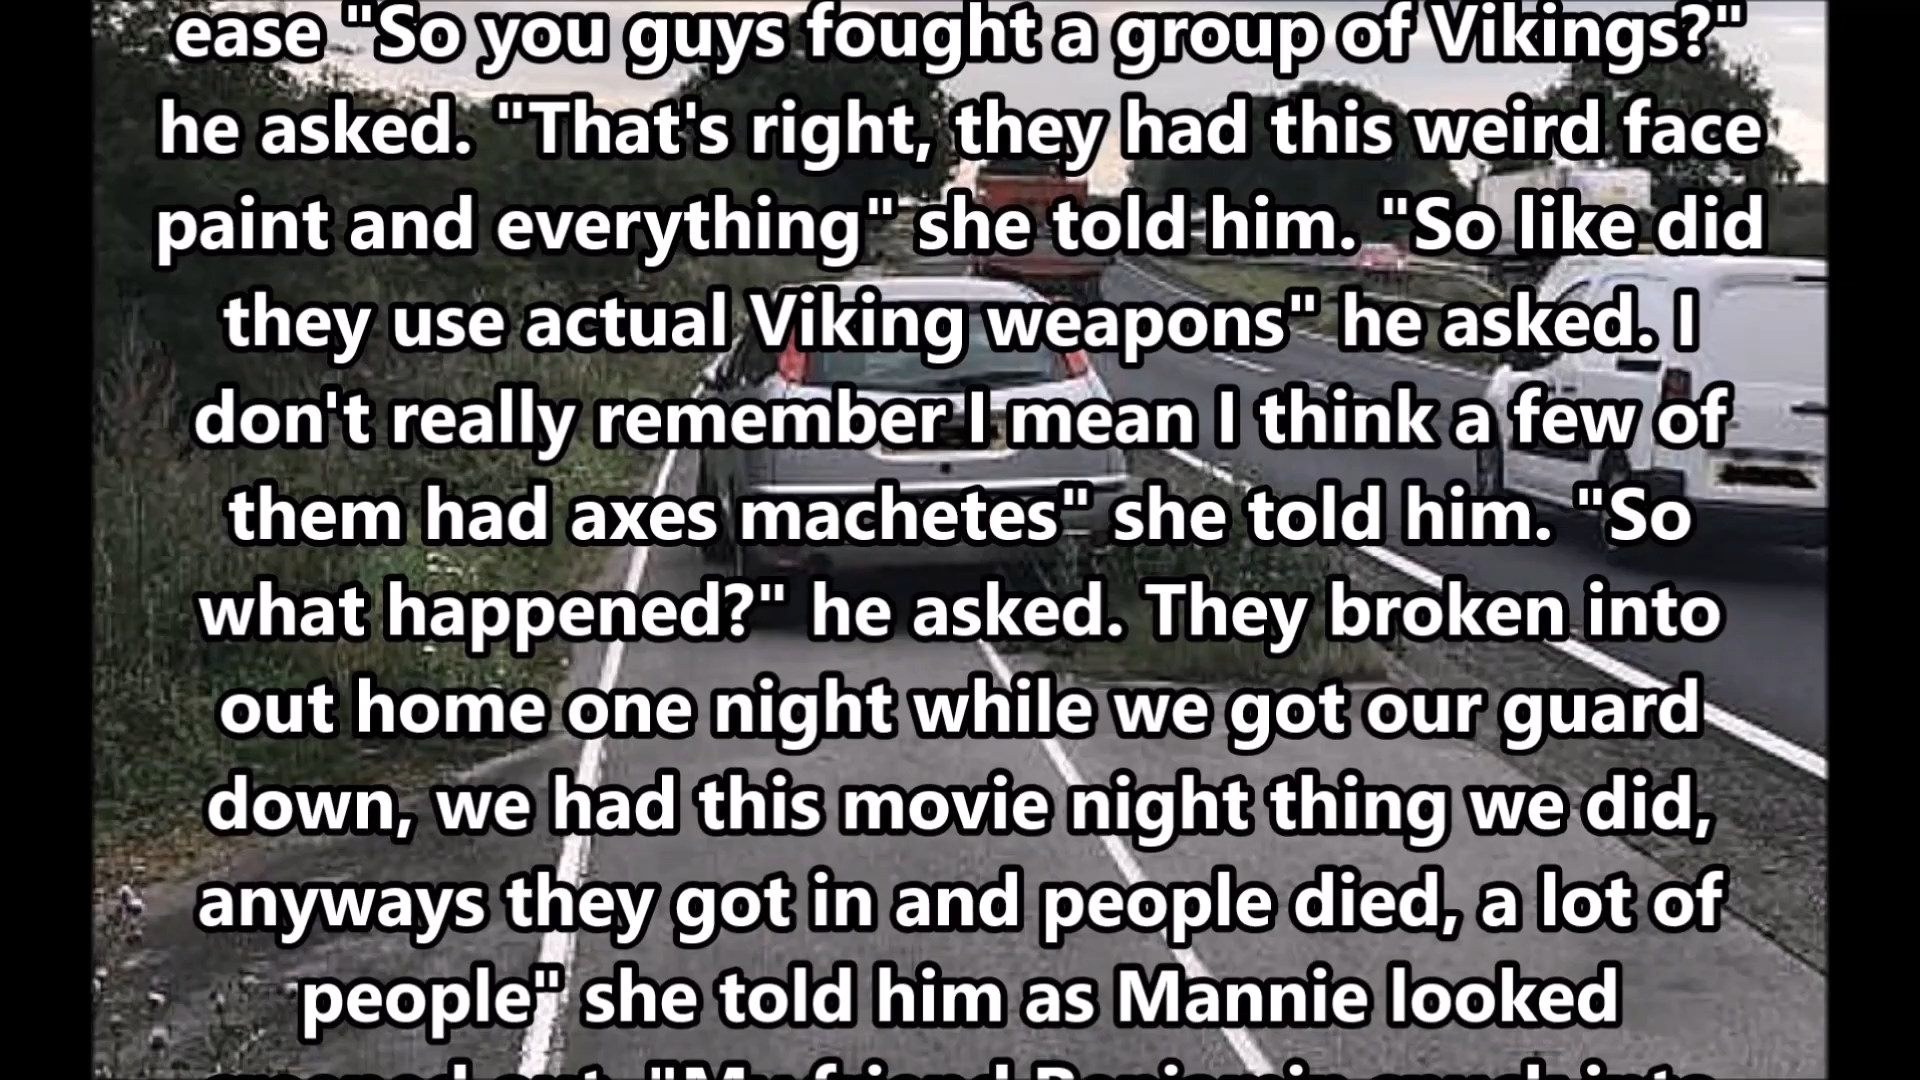 ease "So you guys fought a group of Vikings?"
he asked. "That's right, they had this weird face
paint and everything" she told him. "So like did
they use actual Viking weapons" he asked. I
don't really remember I mean I think a few of
them had axes machetes" she told him. "So
what happened?" he asked. They broken into
out home one night while we got our guard
down, we had this movie night thing we did,
anyways they got in and people died, a lot of
people" she told him as Mannie looked
"My friend Benjamin